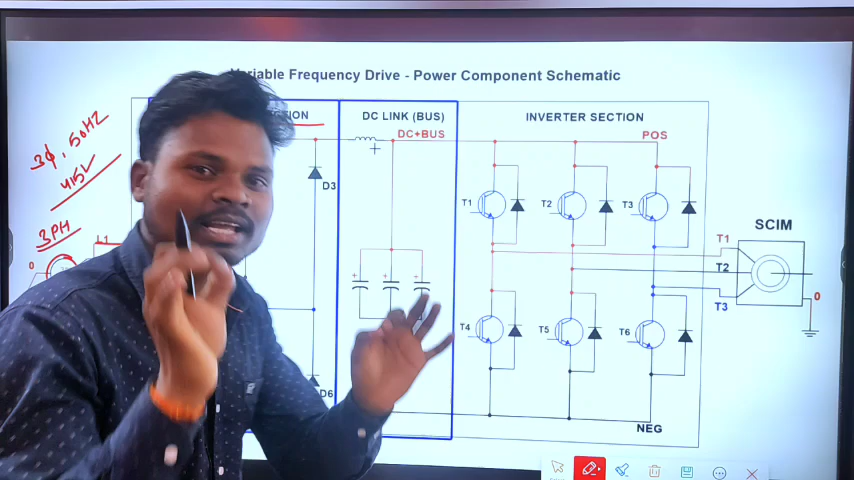 Variable Frequency Drive - Power Component Schematic
DC LINK (BUS)
INVERTER SECTION
DC+BUS
POS
3φ, 50HZ
415V
3PH
L1
0
D3
D6
T1
T2
T3
T4
T5
T6
NEG
SCIM
T1
T2
T3
0